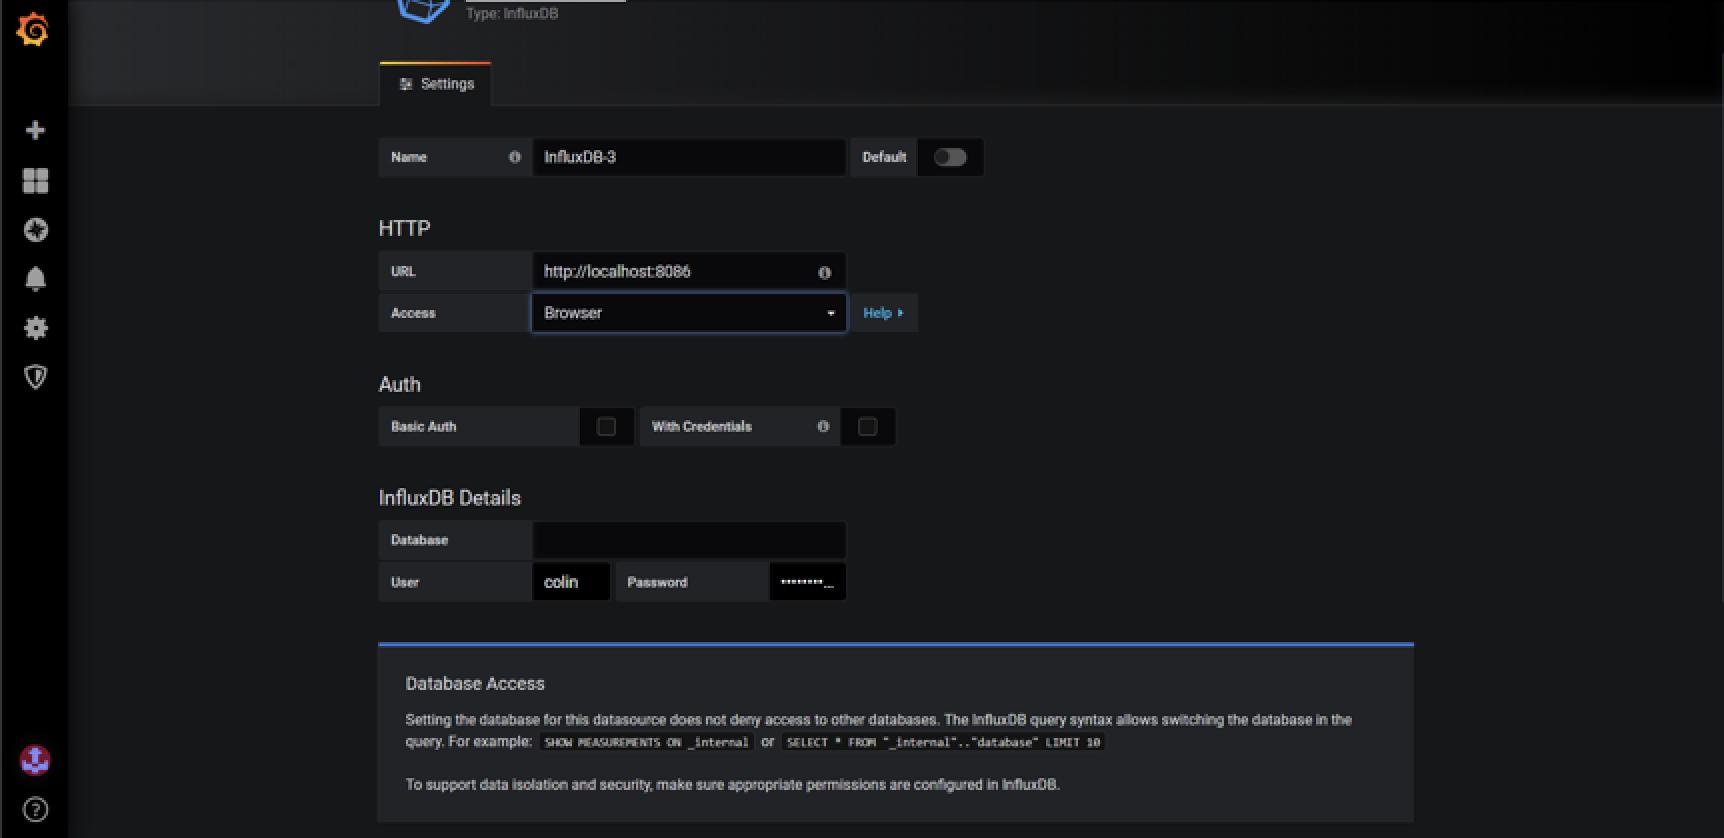 Type: InfluxDB
Settings
Name InfluxDB-3 Default
HTTP
URL http://localhost:8086
Access Browser Help
Auth
Basic Auth With Credentials
InfluxDB Details
Database
User colin Password ········...
Database Access
Setting the database for this datasource does not deny access to other databases. The InfluxDB query syntax allows switching the database in the
query. For example: SHOW MEASUREMENTS ON _internal or SELECT * FROM "_internal".."database" LIMIT 10
To support data isolation and security, make sure appropriate permissions are configured in InfluxDB.